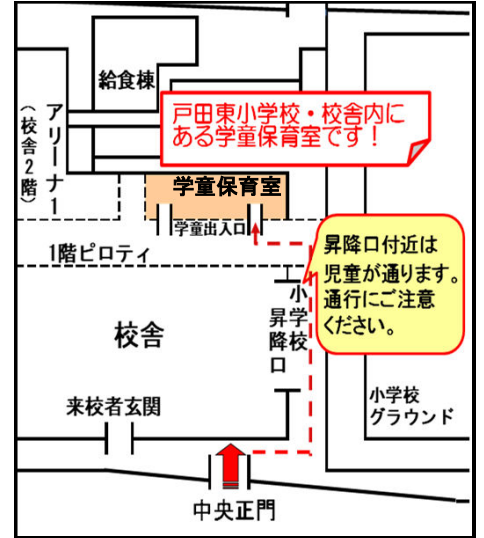 給食棟
戸田東小学校・校舎内に
ある学童保育室です！
アリーナ1
（校舎2階）
学童保育室
学童出入口
1階ピロティ
昇降口付近は
児童が通ります。
通行にご注意
ください。
小学校
昇降口
校舎
小学校
グラウンド
来校者玄関
中央正門